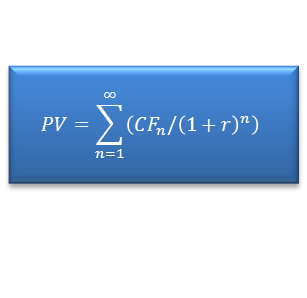 PV = ∑_{n=1}^{∞} (CF_n/(1 + r)^n)